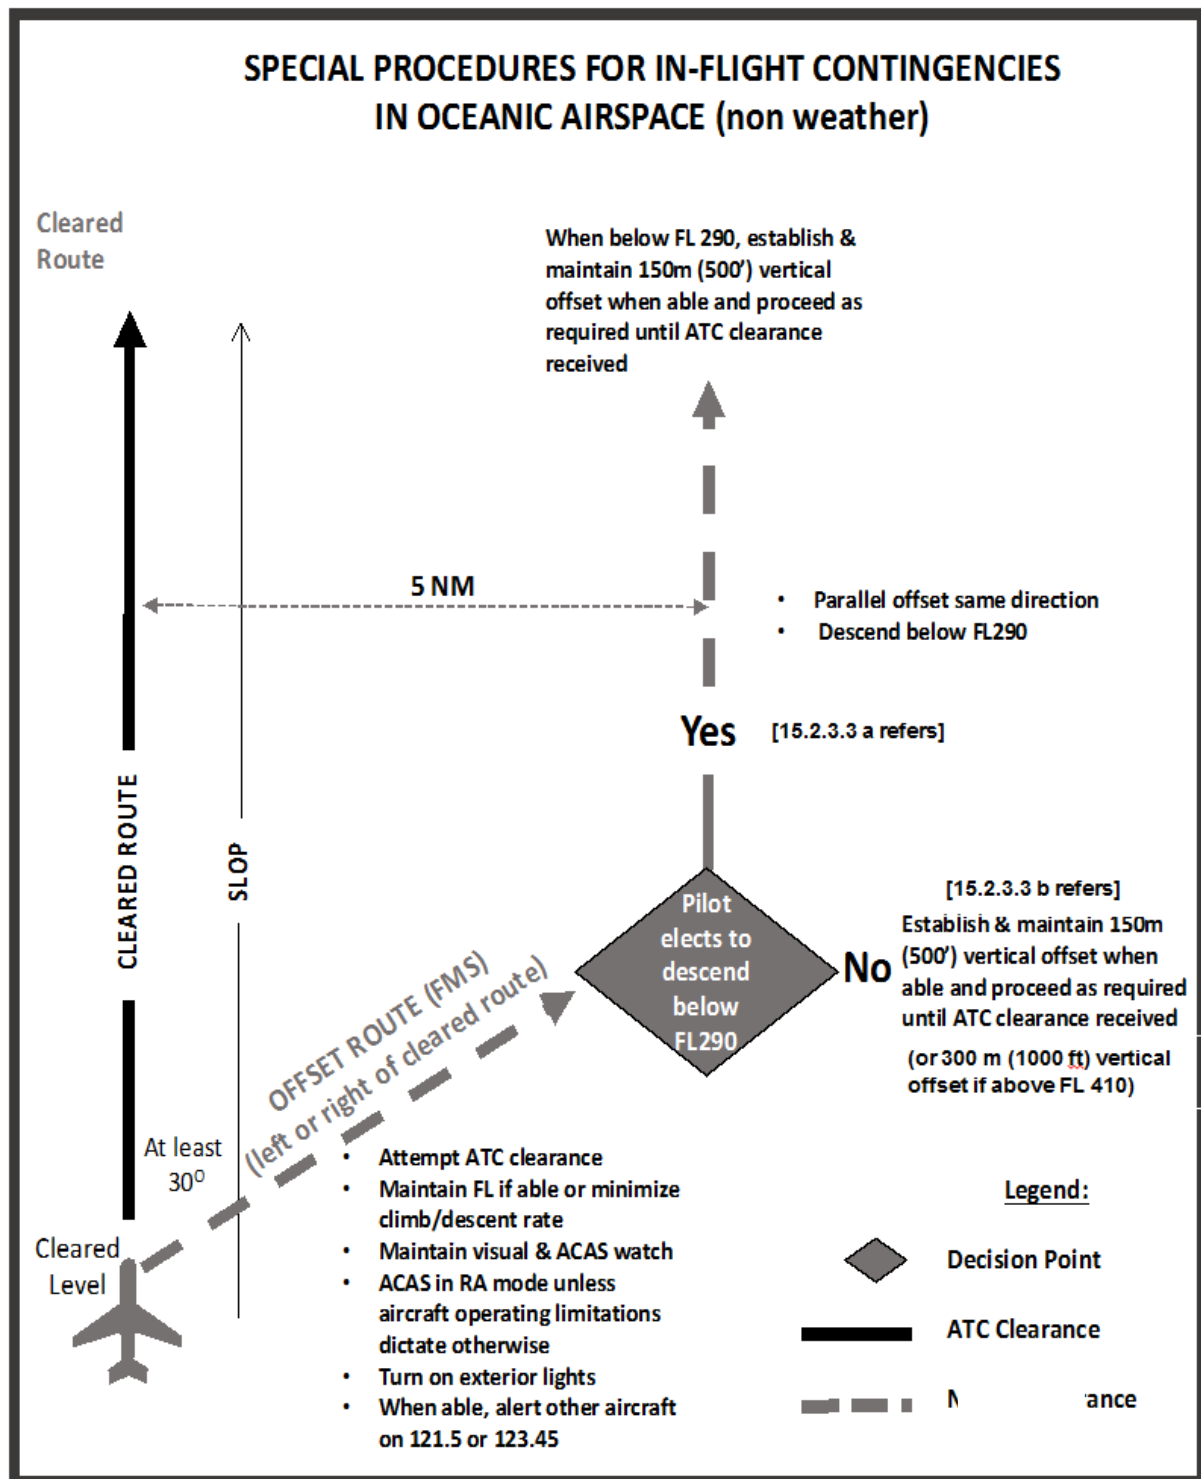 SPECIAL PROCEDURES FOR IN-FLIGHT CONTINGENCIES
IN OCEANIC AIRSPACE (non weather)
Cleared
Route
When below FL 290, establish &
maintain 150m (500') vertical
offset when able and proceed as
required until ATC clearance
received
5 NM
• Parallel offset same direction
• Descend below FL290
Yes
[15.2.3.3 a refers]
CLEARED ROUTE
SLOP
Pilot
elects to
descend
below
FL290
No
[15.2.3.3 b refers]
Establish & maintain 150m
(500') vertical offset when
able and proceed as required
until ATC clearance received
(or 300 m (1000 ft) vertical
offset if above FL 410)
OFFSET ROUTE (FMS)
(left or right of cleared route)
At least
30°
Cleared
Level
• Attempt ATC clearance
• Maintain FL if able or minimize
climb/descent rate
• Maintain visual & ACAS watch
• ACAS in RA mode unless
aircraft operating limitations
dictate otherwise
• Turn on exterior lights
• When able, alert other aircraft
on 121.5 or 123.45
Legend:
Decision Point
ATC Clearance